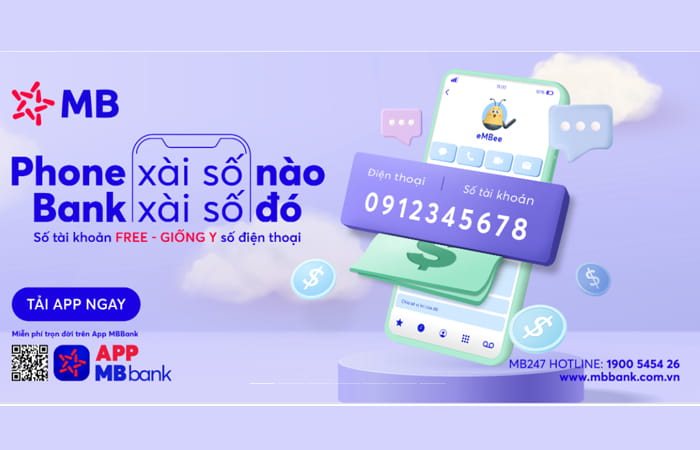 MB
Phone xài số nào
Bank xài số đó
Số tài khoản FREE - GIỐNG Y số điện thoại
TẢI APP NGAY
Miễn phí trọn đời trên App MBBank
APP
MBbank
eMBee
Điện thoại
Số tài khoản
0912345678
$
$
$
$
MB247 HOTLINE: 1900 5454 26
www.mbbank.com.vn